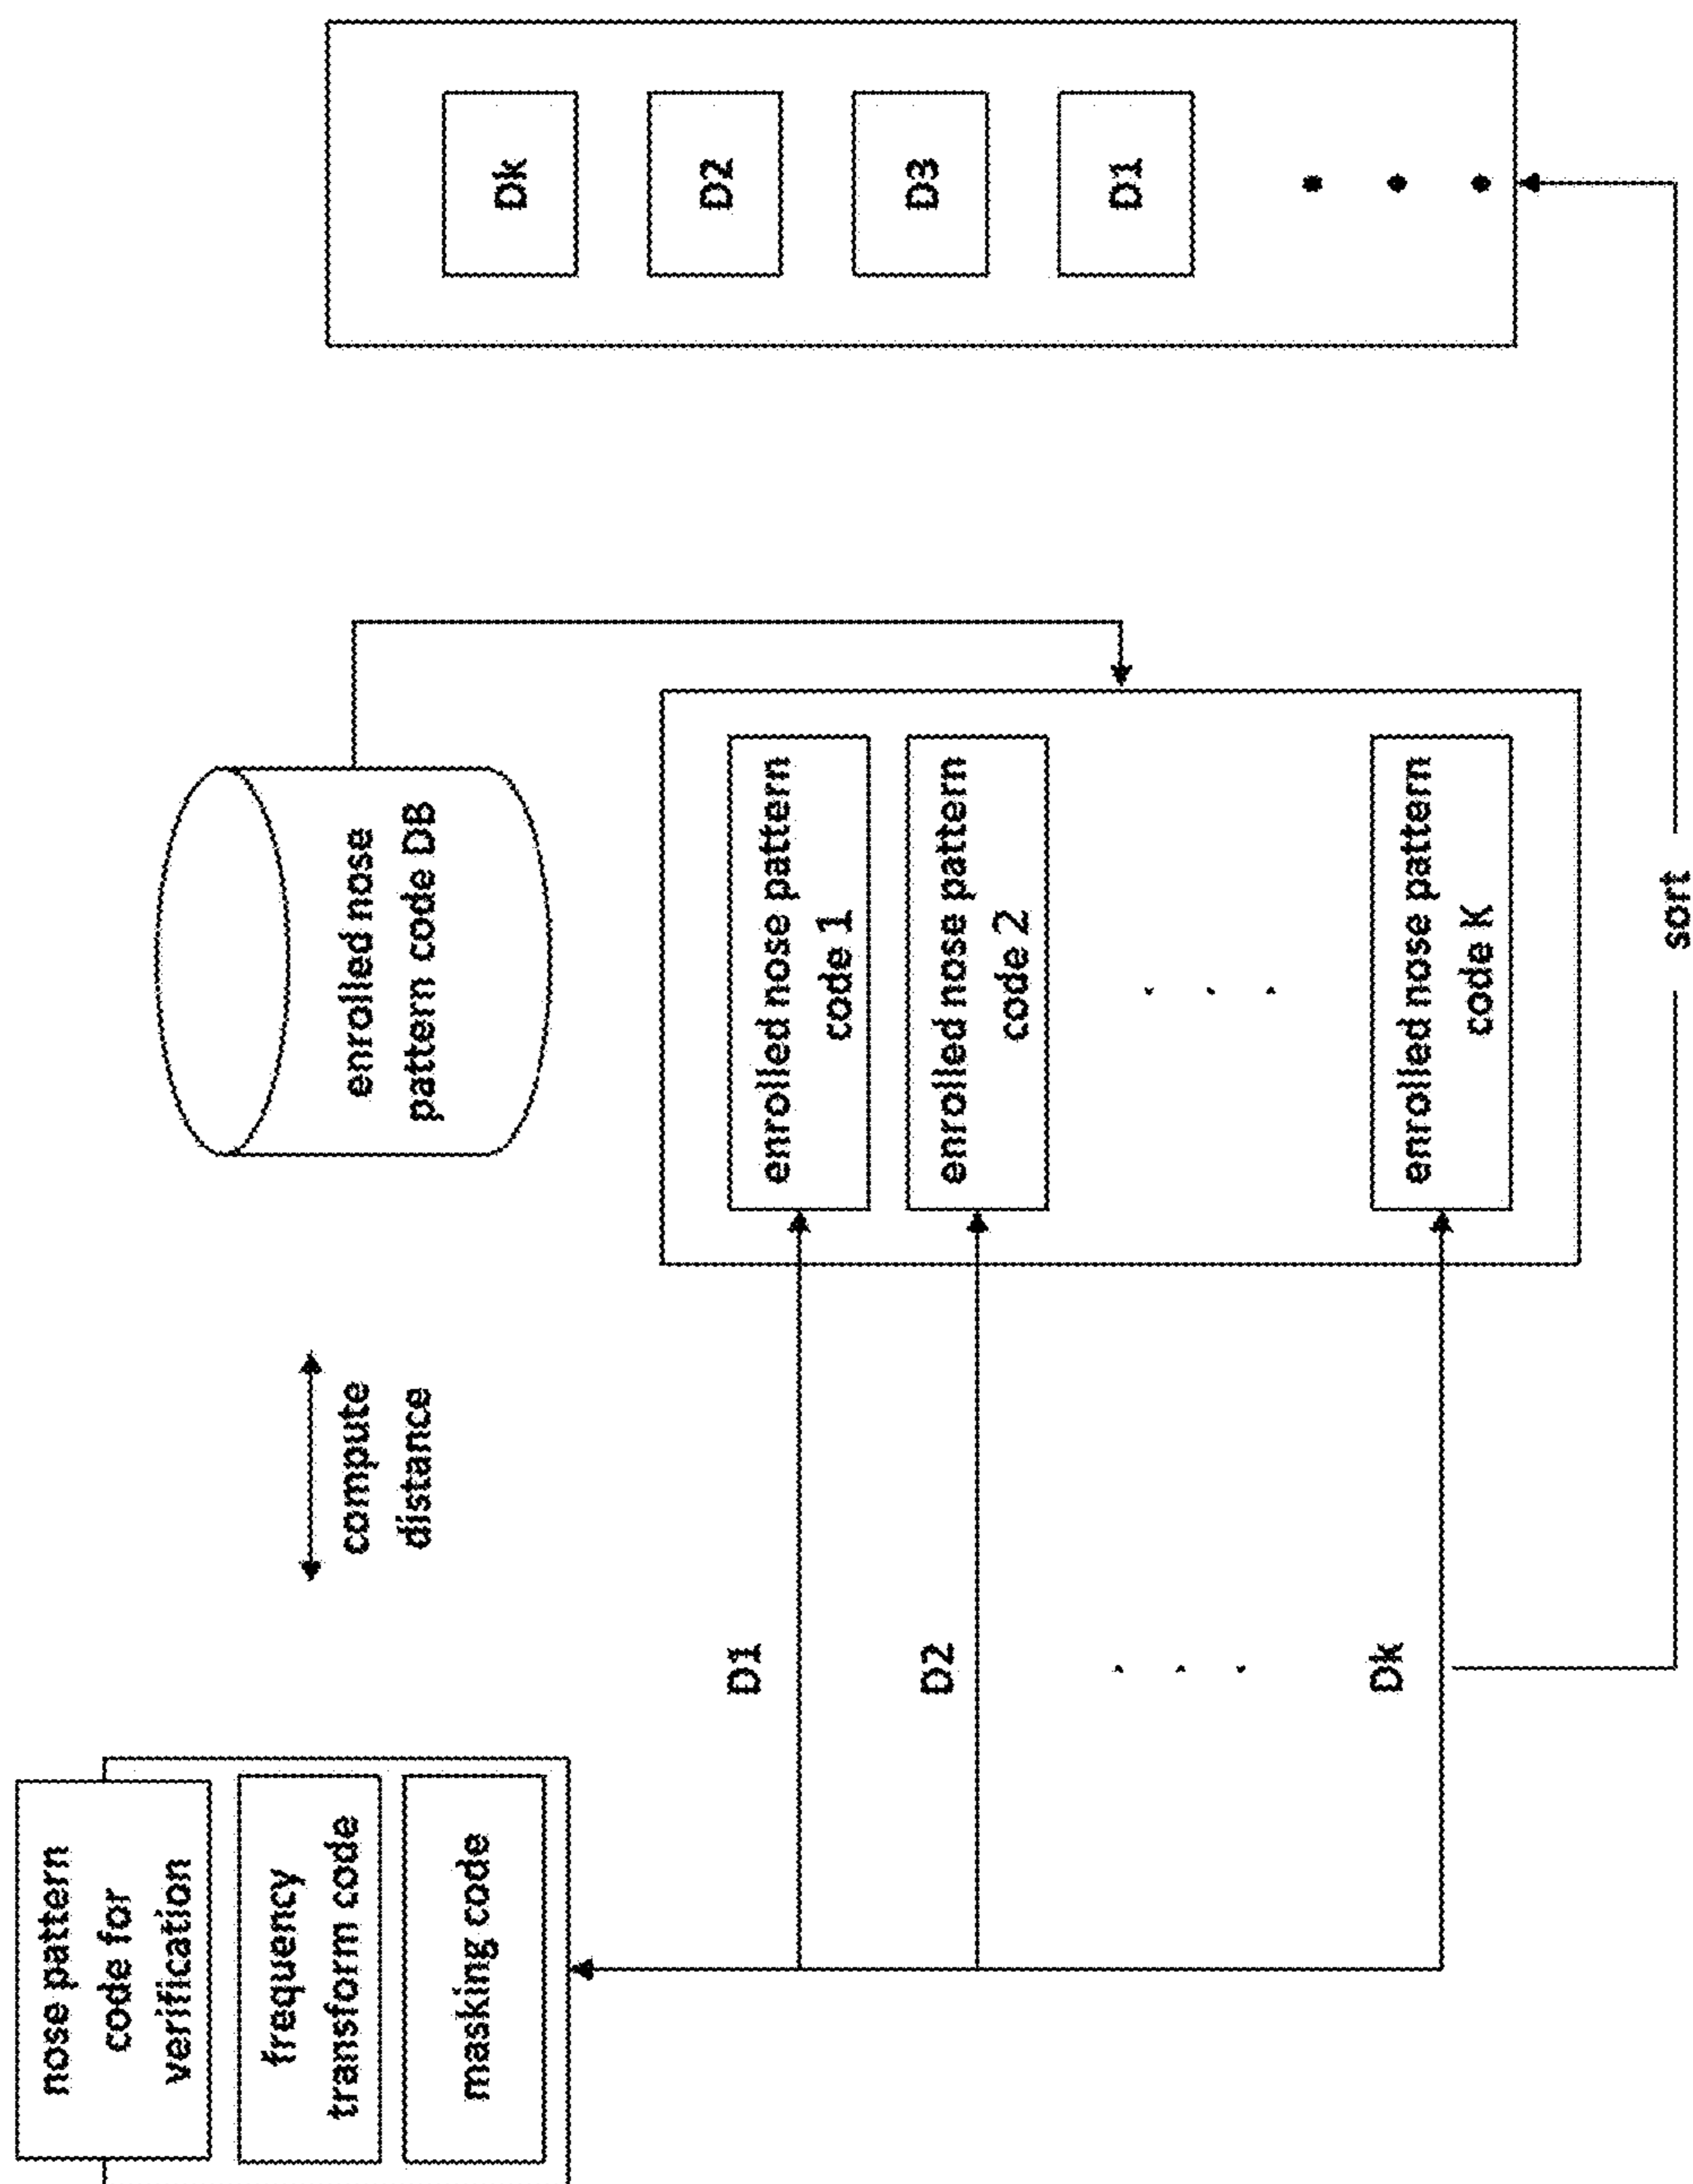 nose pattern
code for
verification
frequency
transform code
masking code
compute
distance
enrolled nose
pattern code DB
D1
D2
. . .
Dk
enrolled nose pattern
code 1
enrolled nose pattern
code 2
. . .
enrolled nose pattern
code K
sort
Dk
D2
D3
D1
• • •